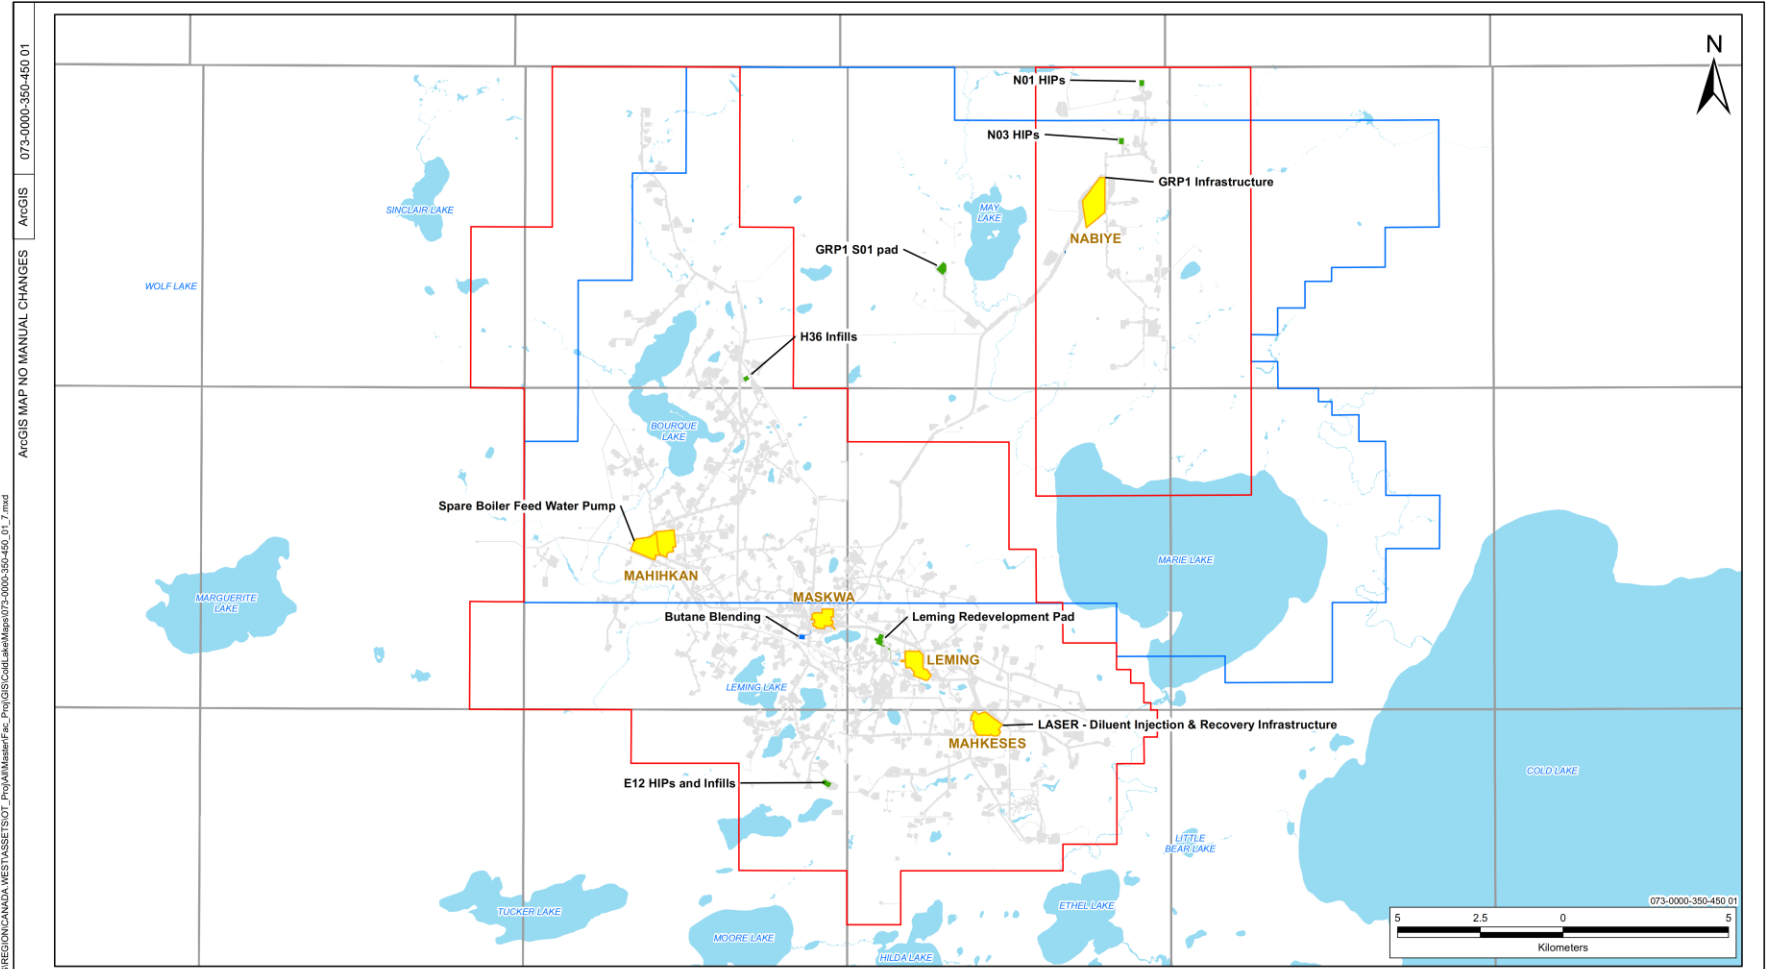 073-0000-350-450 01
ArcGIS
ArcGIS MAP NO MANUAL CHANGES
N
N01 HIPs
N03 HIPs
GRP1 Infrastructure
SINCLAIR LAKE
MAY
LAKE
NABIYE
GRP1 S01 pad
WOLF LAKE
H36 Infills
BOURQUE
LAKE
Spare Boiler Feed Water Pump
MARIE LAKE
MAHIHKAN
MARGUERITE
LAKE
MASKWA
Butane Blending
Leming Redevelopment Pad
LEMING
LEMING LAKE
LASER - Diluent Injection & Recovery Infrastructure
MAHKESES
COLD LAKE
E12 HIPs and Infills
LITTLE
BEAR LAKE
TUCKER LAKE
ETHEL LAKE
MOORE LAKE
HILDA LAKE
073-0000-350-450 01
5 2.5 0 5
Kilometers